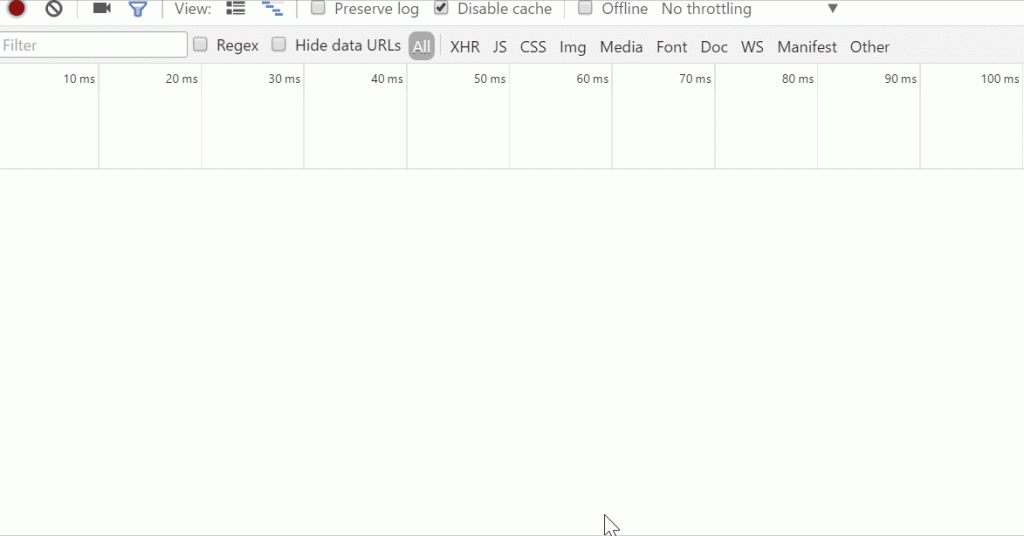 View: Preserve log Disable cache Offline No throttling
Filter Regex Hide data URLs All XHR JS CSS Img Media Font Doc WS Manifest Other
10 ms 20 ms 30 ms 40 ms 50 ms 60 ms 70 ms 80 ms 90 ms 100 ms